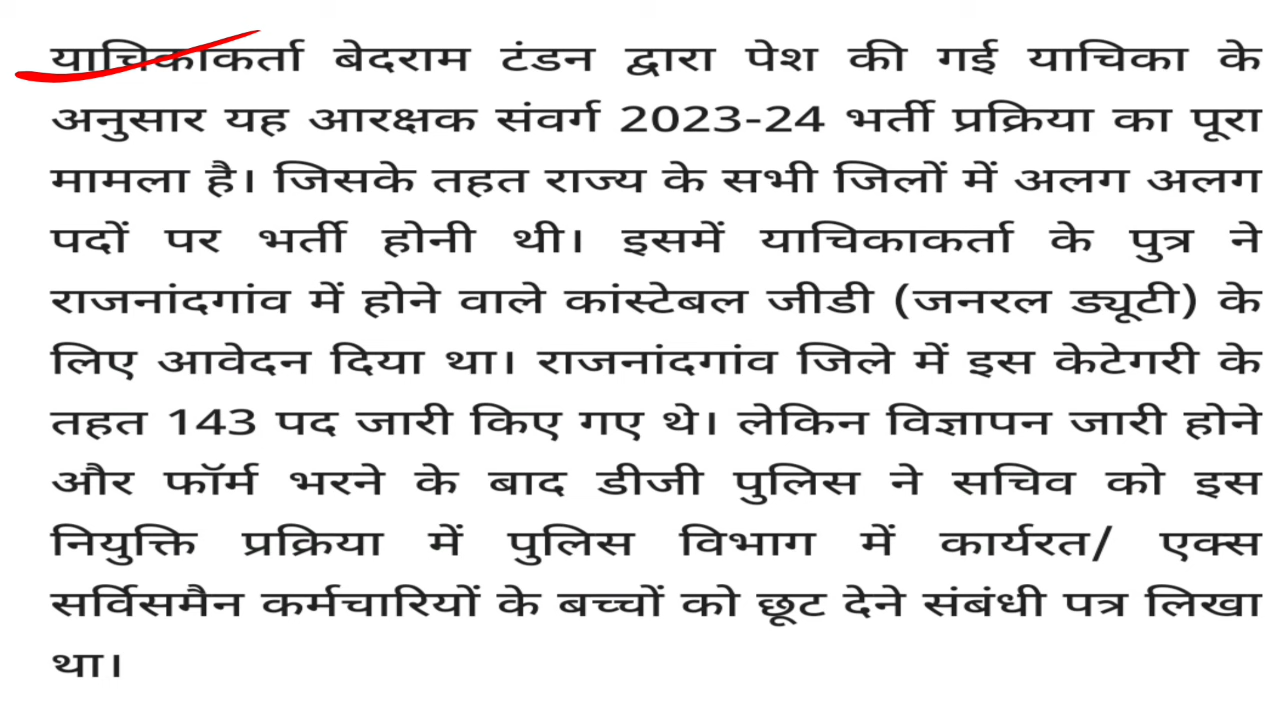 याचिकाकर्ता बेदराम टंडन द्वारा पेश की गई याचिका के
अनुसार यह आरक्षक संवर्ग 2023-24 भर्ती प्रक्रिया का पूरा
मामला है। जिसके तहत राज्य के सभी जिलों में अलग अलग
पदों पर भर्ती होनी थी। इसमें याचिकाकर्ता के पुत्र ने
राजनांदगांव में होने वाले कांस्टेबल जीडी (जनरल ड्यूटी) के
लिए आवेदन दिया था। राजनांदगांव जिले में इस केटेगरी के
तहत 143 पद जारी किए गए थे। लेकिन विज्ञापन जारी होने
और फॉर्म भरने के बाद डीजी पुलिस ने सचिव को इस
नियुक्ति प्रक्रिया में पुलिस विभाग में कार्यरत/ एक्स
सर्विसमैन कर्मचारियों के बच्चों को छूट देने संबंधी पत्र लिखा
था।